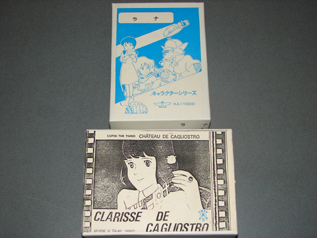 ラナ
キャラクターシリーズ
LUPIN THE THIRD
CHÂTEAU DE CAGLIOSTRO
CLARISSE DE
CAGLIOSTRO